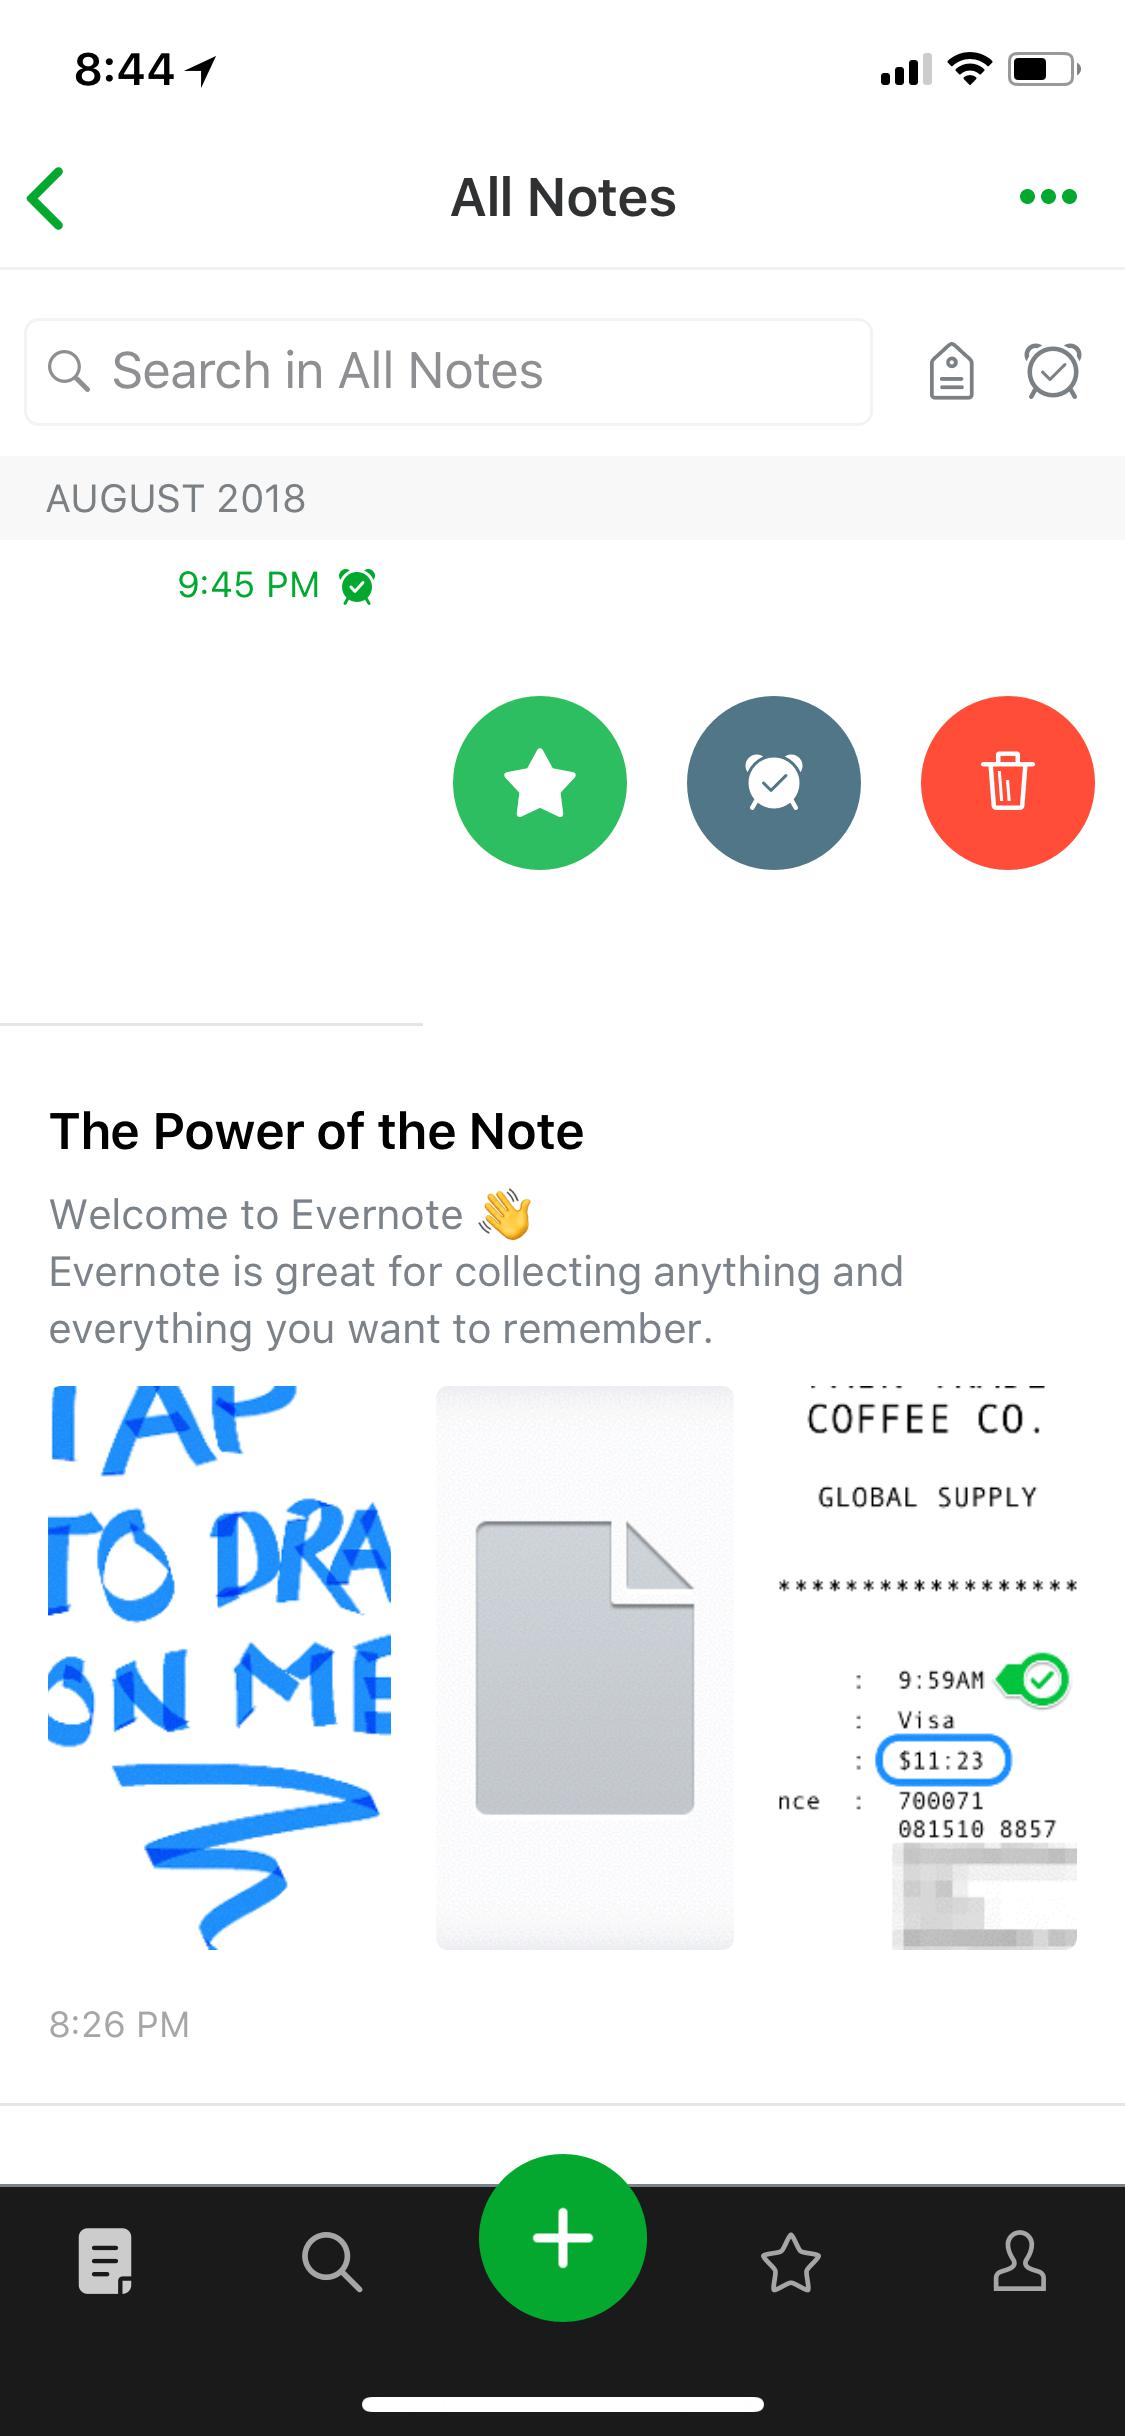 8:44
All Notes
Search in All Notes
AUGUST 2018
9:45 PM
The Power of the Note
Welcome to Evernote 👋
Evernote is great for collecting anything and
everything you want to remember.
TAP
TO DRA
ON ME
COFFEE CO.
GLOBAL SUPPLY
******************
: 9:59AM
: Visa
: $11:23
nce : 700071
081510 8857
8:26 PM